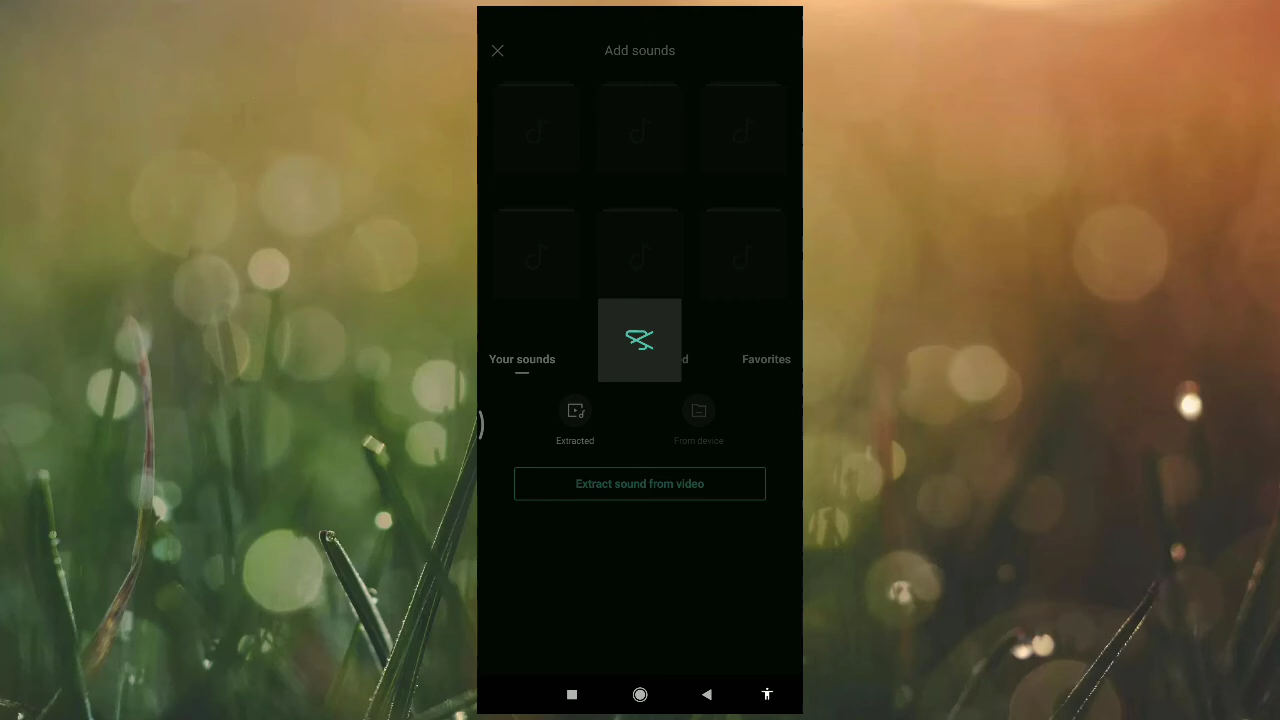 Add sounds
Your sounds
d
Favorites
Extracted
From device
Extract sound from video